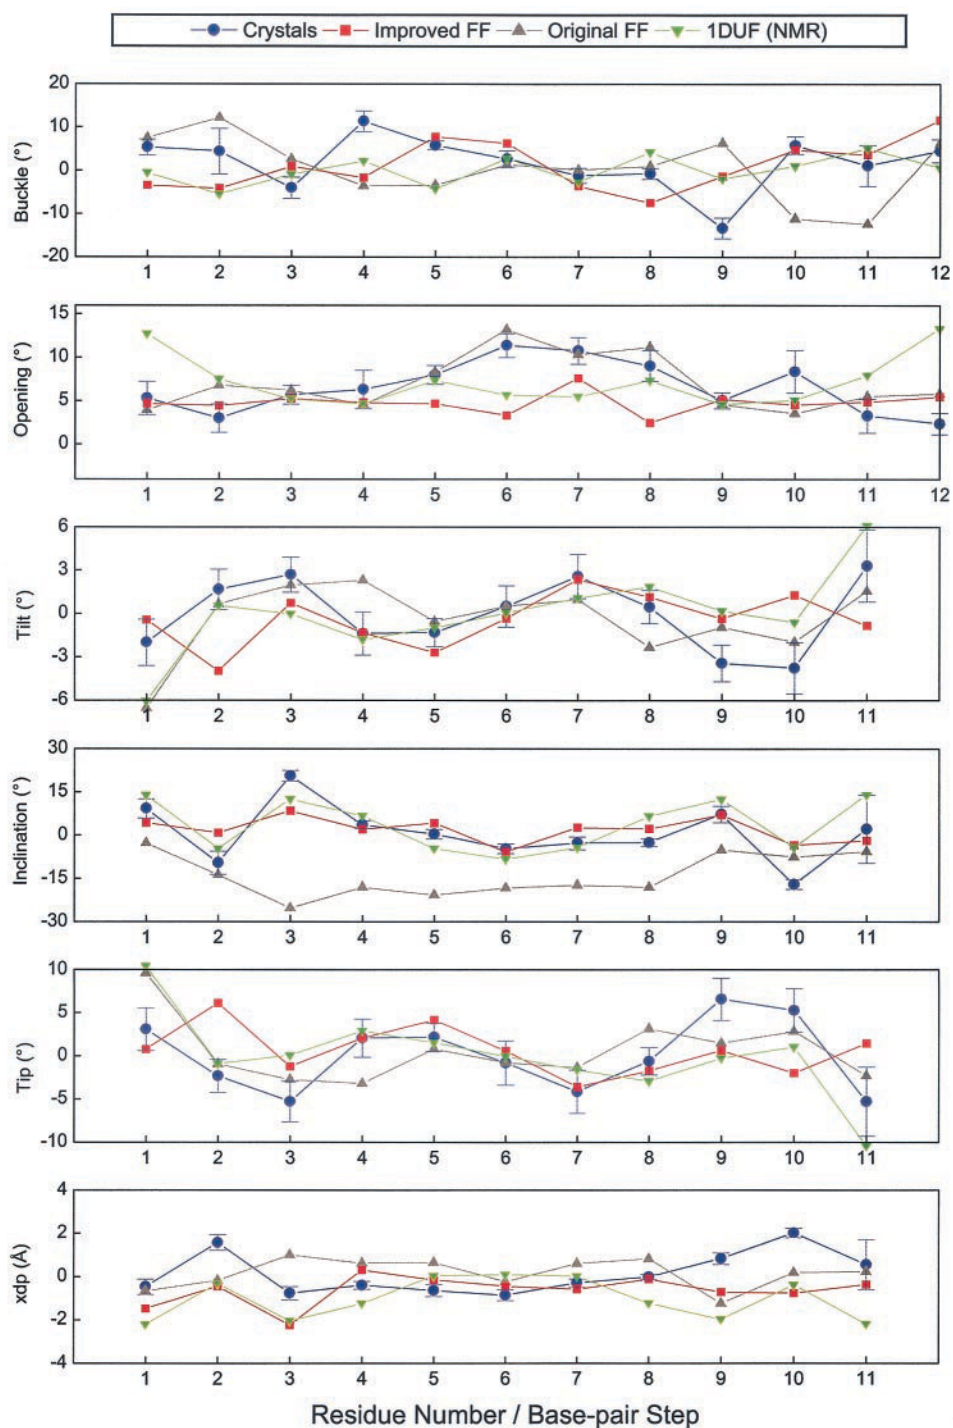 Crystals Improved FF Original FF 1DUF (NMR)
20
10
0
-10
-20
Buckle (°)
1 2 3 4 5 6 7 8 9 10 11 12
15
10
5
0
Opening (°)
1 2 3 4 5 6 7 8 9 10 11 12
6
3
0
-3
-6
Tilt (°)
1 2 3 4 5 6 7 8 9 10 11
30
15
0
-15
-30
Inclination (°)
1 2 3 4 5 6 7 8 9 10 11
10
5
0
-5
-10
Tip (°)
1 2 3 4 5 6 7 8 9 10 11
4
2
0
-2
-4
xdp (Å)
1 2 3 4 5 6 7 8 9 10 11
Residue Number / Base-pair Step